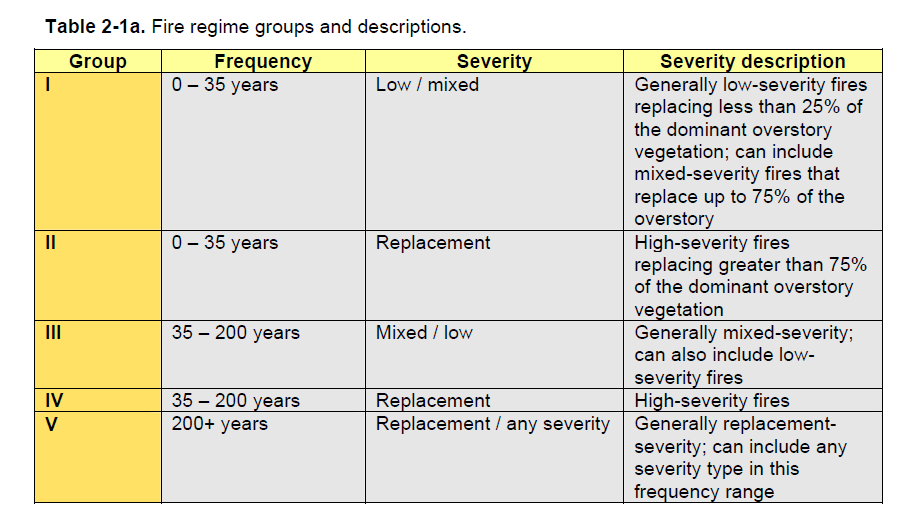 Table 2-1a. Fire regime groups and descriptions.
Group Frequency Severity Severity description
I 0 – 35 years Low / mixed Generally low-severity fires
replacing less than 25% of
the dominant overstory
vegetation; can include
mixed-severity fires that
replace up to 75% of the
overstory
II 0 – 35 years Replacement High-severity fires
replacing greater than 75%
of the dominant overstory
vegetation
III 35 – 200 years Mixed / low Generally mixed-severity;
can also include low-
severity fires
IV 35 – 200 years Replacement High-severity fires
V 200+ years Replacement / any severity Generally replacement-
severity; can include any
severity type in this
frequency range